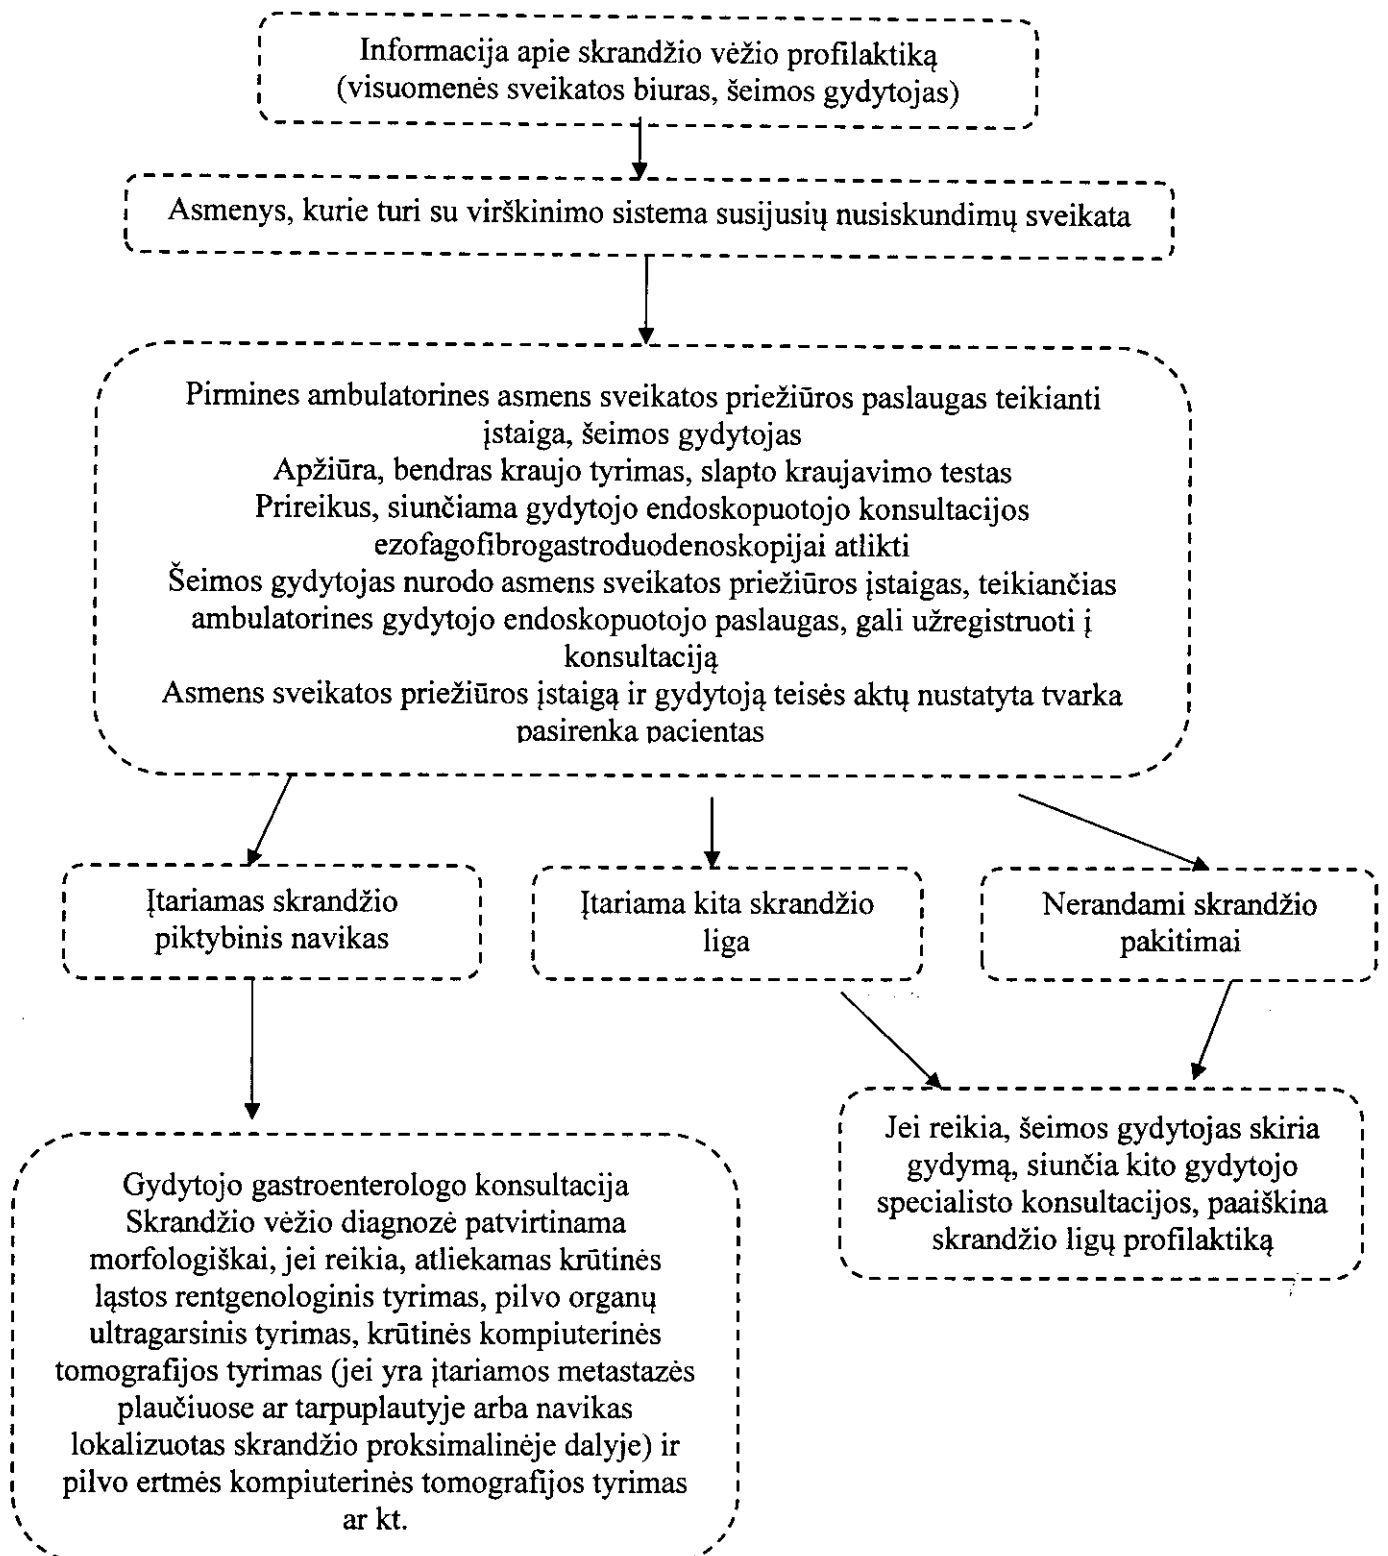 Informacija apie skrandžio vėžio profilaktiką
(visuomenės sveikatos biuras, šeimos gydytojas)
Asmenys, kurie turi su virškinimo sistema susijusių nusiskundimų sveikata
Pirmines ambulatorines asmens sveikatos priežiūros paslaugas teikianti
įstaiga, šeimos gydytojas
Apžiūra, bendras kraujo tyrimas, slapto kraujavimo testas
Prireikus, siunčiama gydytojo endoskopuotojo konsultacijos
ezofagofibrogastroduodenoskopijai atlikti
Šeimos gydytojas nurodo asmens sveikatos priežiūros įstaigas, teikiančias
ambulatorines gydytojo endoskopuotojo paslaugas, gali užregistruoti į
konsultaciją
Asmens sveikatos priežiūros įstaigą ir gydytoją teisės aktų nustatyta tvarka
pasirenka pacientas
Įtariamas skrandžio
piktybinis navikas
Įtariama kita skrandžio
liga
Nerandami skrandžio
pakitimai
Jei reikia, šeimos gydytojas skiria
gydymą, siunčia kito gydytojo
specialisto konsultacijos, paaiškina
skrandžio ligų profilaktiką
Gydytojo gastroenterologo konsultacija
Skrandžio vėžio diagnozė patvirtinama
morfologiškai, jei reikia, atliekamas krūtinės
ląstos rentgenologinis tyrimas, pilvo organų
ultragarsinis tyrimas, krūtinės kompiuterinės
tomografijos tyrimas (jei yra įtariamos metastazės
plaučiuose ar tarpuplautyje arba navikas
lokalizuotas skrandžio proksimalinėje dalyje) ir
pilvo ertmės kompiuterinės tomografijos tyrimas
ar kt.